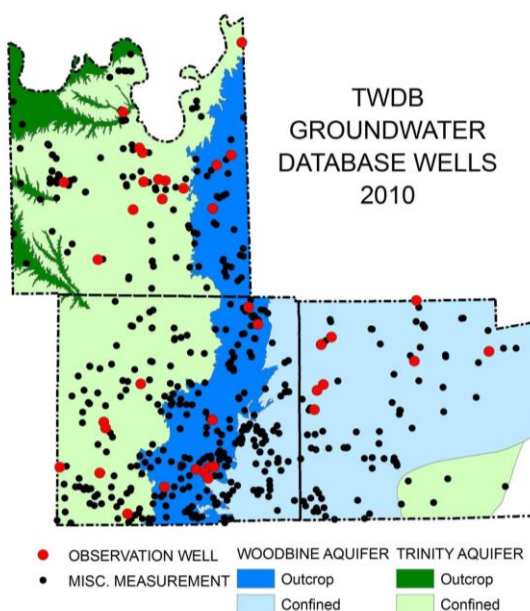 TWDB
GROUNDWATER
DATABASE WELLS
2010
OBSERVATION WELL
MISC. MEASUREMENT
WOODBINE AQUIFER
Outcrop
Confined
TRINITY AQUIFER
Outcrop
Confined